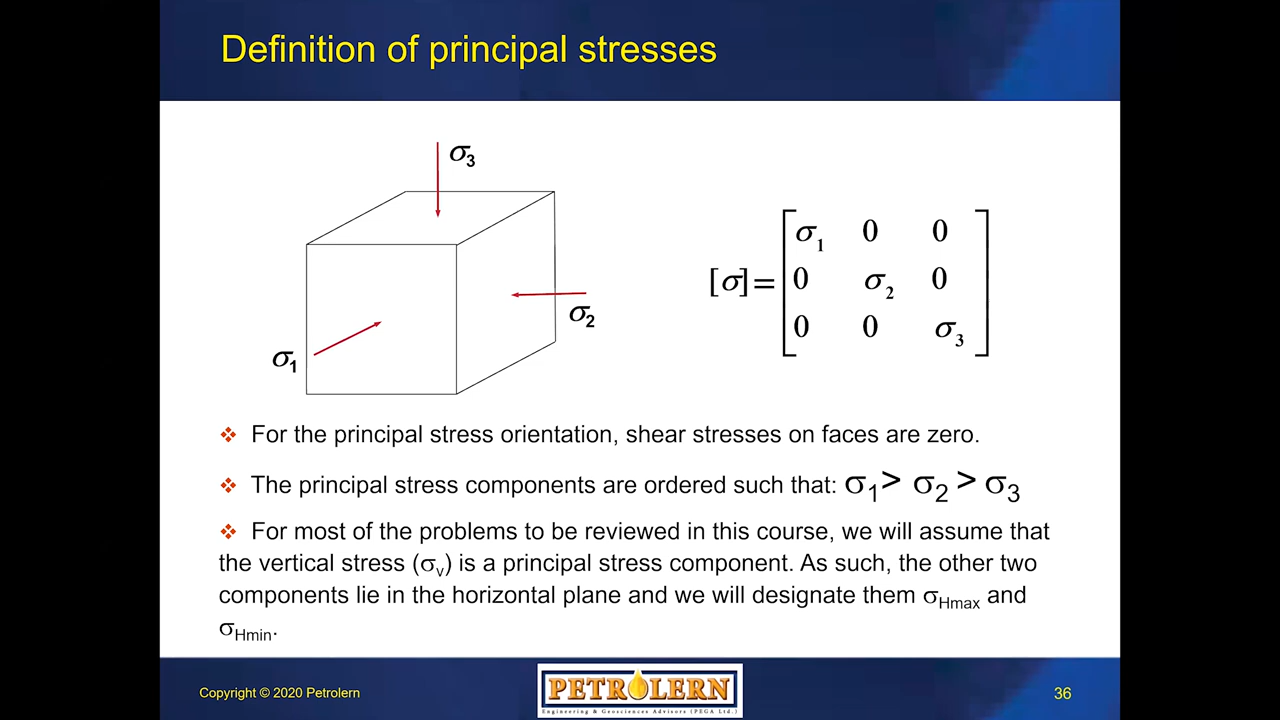 Definition of principal stresses
σ3
σ2
σ1
[σ]=
σ1 0 0
0 σ2 0
0 0 σ3
❖ For the principal stress orientation, shear stresses on faces are zero.
❖ The principal stress components are ordered such that: σ1> σ2 > σ3
❖ For most of the problems to be reviewed in this course, we will assume that
the vertical stress (σv) is a principal stress component. As such, the other two
components lie in the horizontal plane and we will designate them σHmax and
σHmin.
Copyright © 2020 Petrolern
PETROLERN
Engineering & Geosciences Advisors (PEGA Ltd.)
36